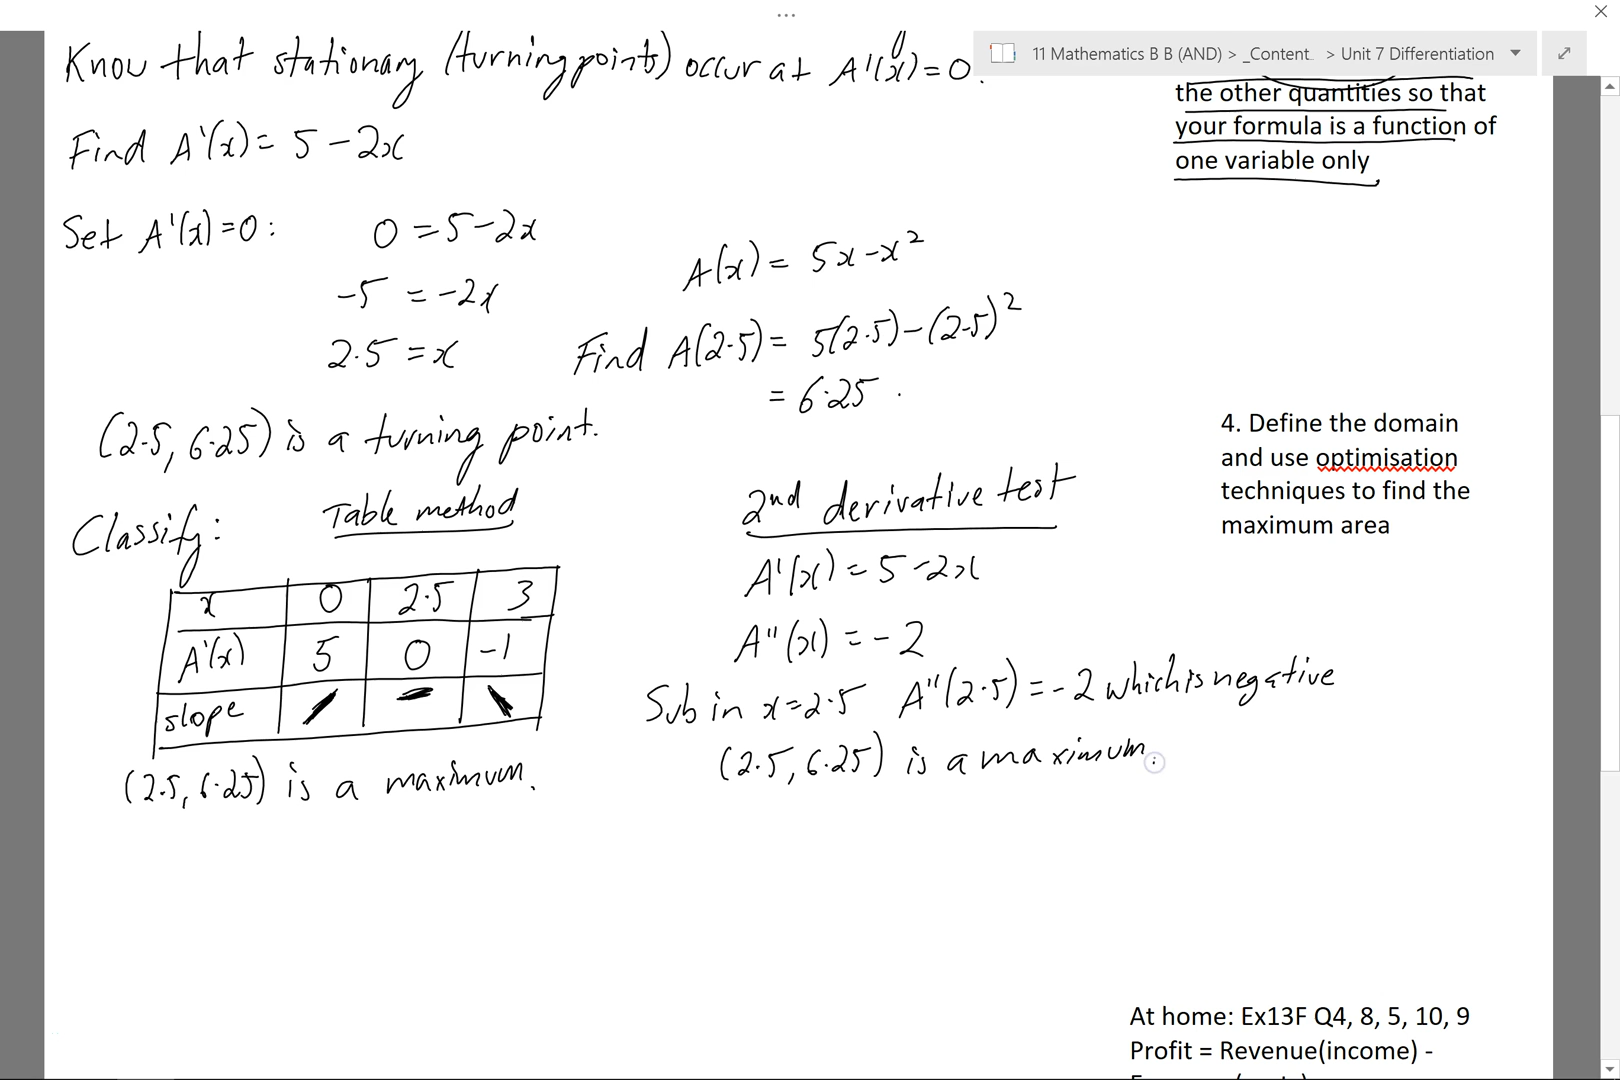 Know that stationary (turning points) occur at A'(x)=0.
11 Mathematics B B (AND) > _Content_ > Unit 7 Differentiation
the other quantities so that
your formula is a function of
one variable only
Find A'(x) = 5 - 2x
Set A'(x)=0: 0 = 5-2x
-5 = -2x
2.5 = x
A(x) = 5x - x²
Find A(2.5) = 5(2.5) - (2.5)²
= 6.25.
(2.5, 6.25) is a turning point.
4. Define the domain
and use optimisation
techniques to find the
maximum area
Classify: Table method
x 0 2.5 3
A'(x) 5 0 -1
slope
(2.5, 6.25) is a maximum.
2nd derivative test
A'(x) = 5 - 2x
A''(x) = -2
Sub in x=2.5 A''(2.5) = -2 which is negative
(2.5, 6.25) is a maximum.
At home: Ex13F Q4, 8, 5, 10, 9
Profit = Revenue(income) -